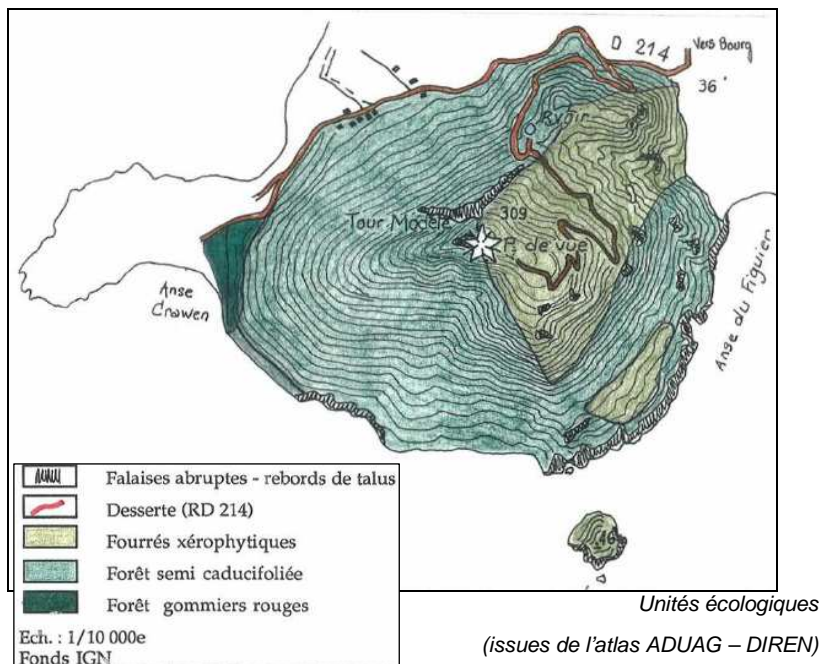 D 214
Vers Bourg
36
Rvoir
309
Tour Modèle
P. de vue
Anse
Crawen
Anse du Figuier
46
Falaises abruptes - rebords de talus
Desserte (RD 214)
Fourrés xérophytiques
Forêt semi caducifoliée
Forêt gommiers rouges
Ech. : 1/10 000e
Fonds IGN
Unités écologiques
(issues de l'atlas ADUAG – DIREN)